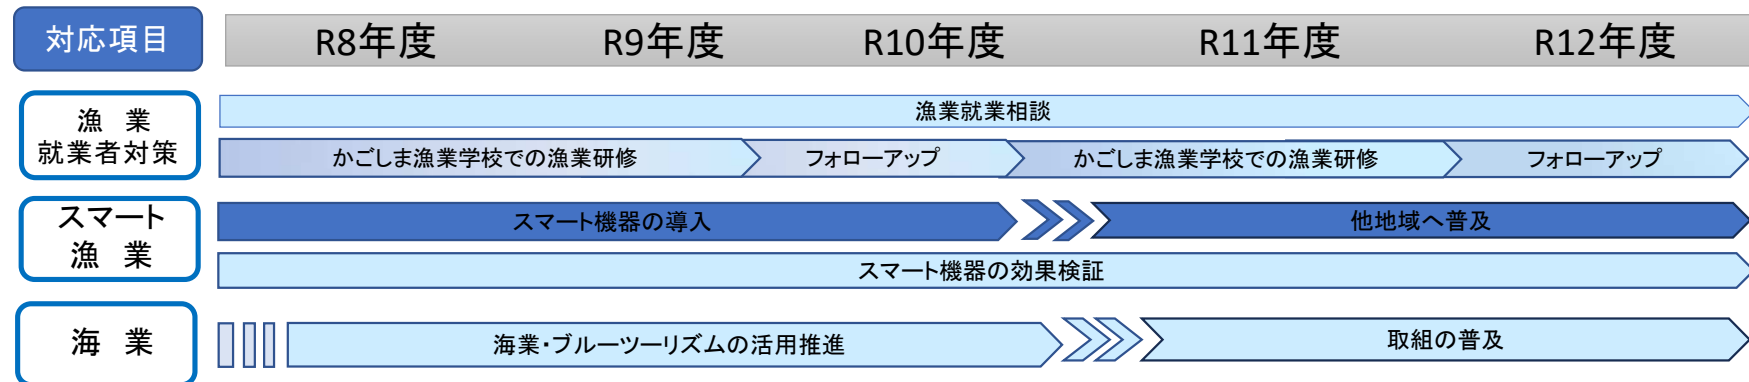 対応項目 R8年度 R9年度 R10年度 R11年度 R12年度
漁業就業相談
漁　業
就業者対策
かごしま漁業学校での漁業研修 フォローアップ かごしま漁業学校での漁業研修 フォローアップ
スマート
漁　業
スマート機器の導入 他地域へ普及
スマート機器の効果検証
海　業
海業・ブルーツーリズムの活用推進 取組の普及